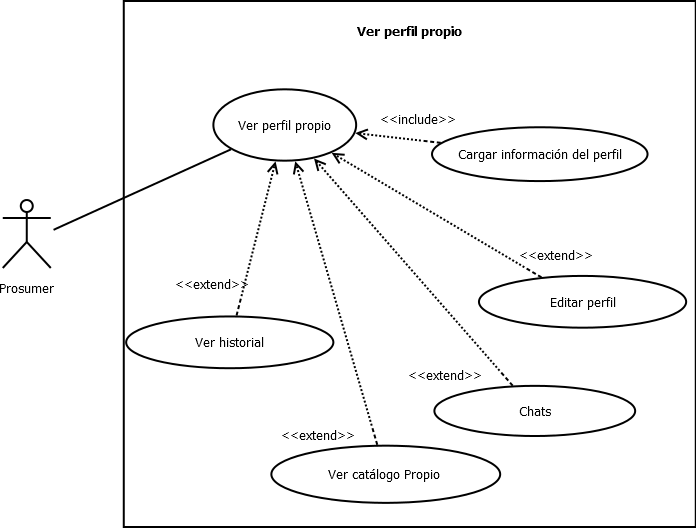 Ver perfil propio
Ver perfil propio
<<include>>
Cargar información del perfil
Prosumer
<<extend>>
Editar perfil
<<extend>>
Ver historial
<<extend>>
Chats
<<extend>>
Ver catálogo Propio